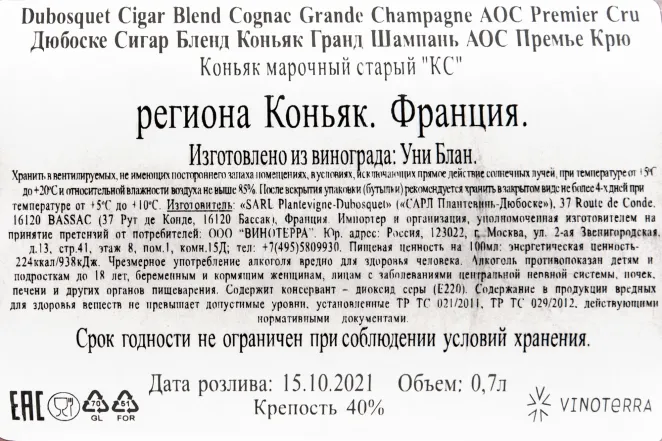 Dubosquet Cigar Blend Cognac Grande Champagne AOC Premier Cru
Дюбоске Сигар Бленд Коньяк Гранд Шампань АОС Премье Крю
Коньяк марочный старый "КС"
региона Коньяк. Франция.
Изготовлено из винограда: Уни Блан.
Хранить в вентилируемых, не имеющих постороннего запаха помещениях, в условиях, исключающих прямое действие солнечных лучей, при температуре от +5°С
до +20°С и относительной влажности воздуха не выше 85%. После вскрытия упаковки (бутылки) рекомендуется хранить в закрытом виде не более 4-х дней при
температуре от +5°С до +10°С. Изготовитель: «SARL Plantevigne-Dubosquet» («САРЛ Плантевинь-Дюбоске»), 37 Route de Conde,
16120 BASSAC (37 Рут де Конде, 16120 Бассак), Франция. Импортер и организация, уполномоченная изготовителем на
принятие претензий от потребителей: ООО "ВИНОТЕРРА". Юр. адрес: Россия, 123022, г. Москва, ул. 2-ая Звенигородская,
д.13, стр.41, этаж 8, пом.1, комн.15Д; тел: +7(495)5809930. Пищевая ценность на 100мл: энергетическая ценность-
224ккал/938кДж. Чрезмерное употребление алкоголя вредно для здоровья человека. Алкоголь противопоказан детям и
подросткам до 18 лет, беременным и кормящим женщинам, лицам с заболеваниями центральной нервной системы, почек,
печени и других органов пищеварения. Содержит консервант – диоксид серы (Е220). Содержание в продукции вредных
для здоровья веществ не превышает допустимые уровни, установленные ТР ТС 021/2011, ТР ТС 029/2012, действующими
нормативными документами.
Срок годности не ограничен при соблюдении условий хранения.
Дата розлива: 15.10.2021 Объем: 0,7л
Крепость 40%
EAC 70 GL 51 FOR VINOTERRA